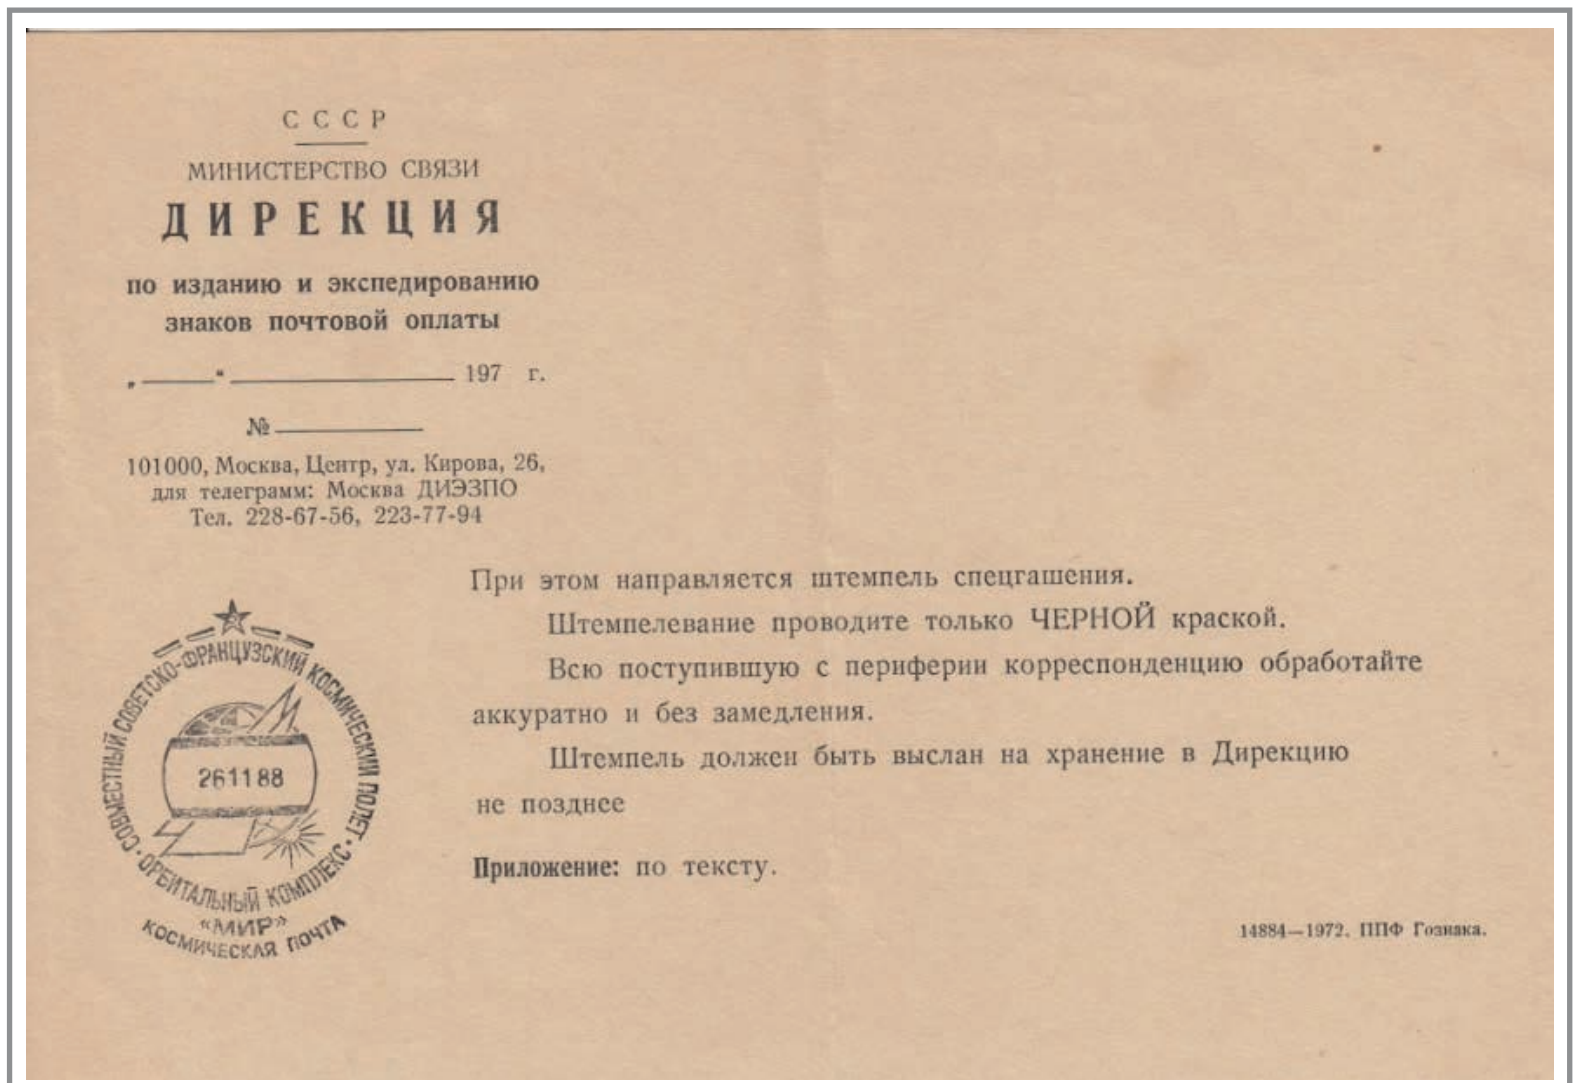 СССР
МИНИСТЕРСТВО СВЯЗИ
ДИРЕКЦИЯ
по изданию и экспедированию
знаков почтовой оплаты
„ “ 197 г.
№
101000, Москва, Центр, ул. Кирова, 26,
для телеграмм: Москва ДИЭЗПО
Тел. 228-67-56, 223-77-94
При этом направляется штемпель спецгашения.
Штемпелевание проводите только ЧЕРНОЙ краской.
Всю поступившую с периферии корреспонденцию обработайте
аккуратно и без замедления.
Штемпель должен быть выслан на хранение в Дирекцию
не позднее
Приложение: по тексту.
14884—1972. ППФ Гознака.
СОВМЕСТНЫЙ СОВЕТСКО-ФРАНЦУЗСКИЙ КОСМИЧЕСКИЙ ПОЛЕТ
261188
· ОРБИТАЛЬНЫЙ КОМПЛЕКС ·
«МИР»
КОСМИЧЕСКАЯ ПОЧТА